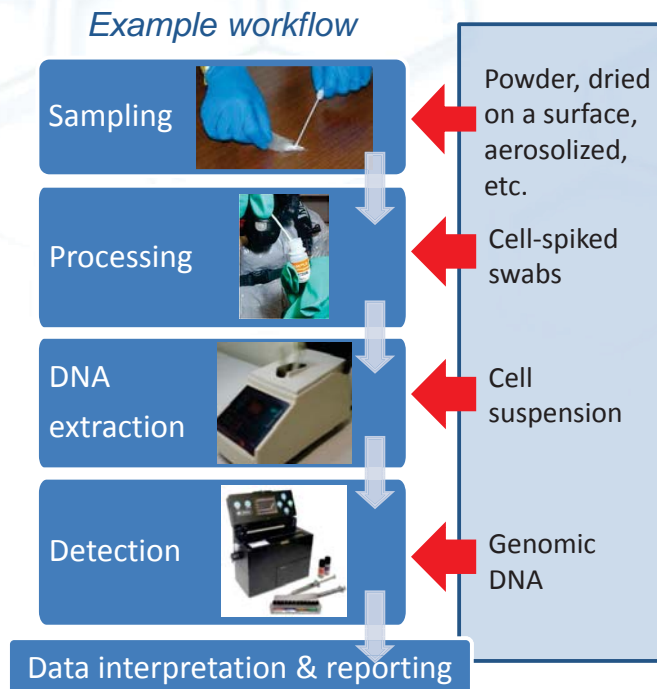 Example workflow
Sampling
Powder, dried
on a surface,
aerosolized,
etc.
Processing
Cell-spiked
swabs
DNA
extraction
Cell
suspension
Detection
Genomic
DNA
Data interpretation & reporting